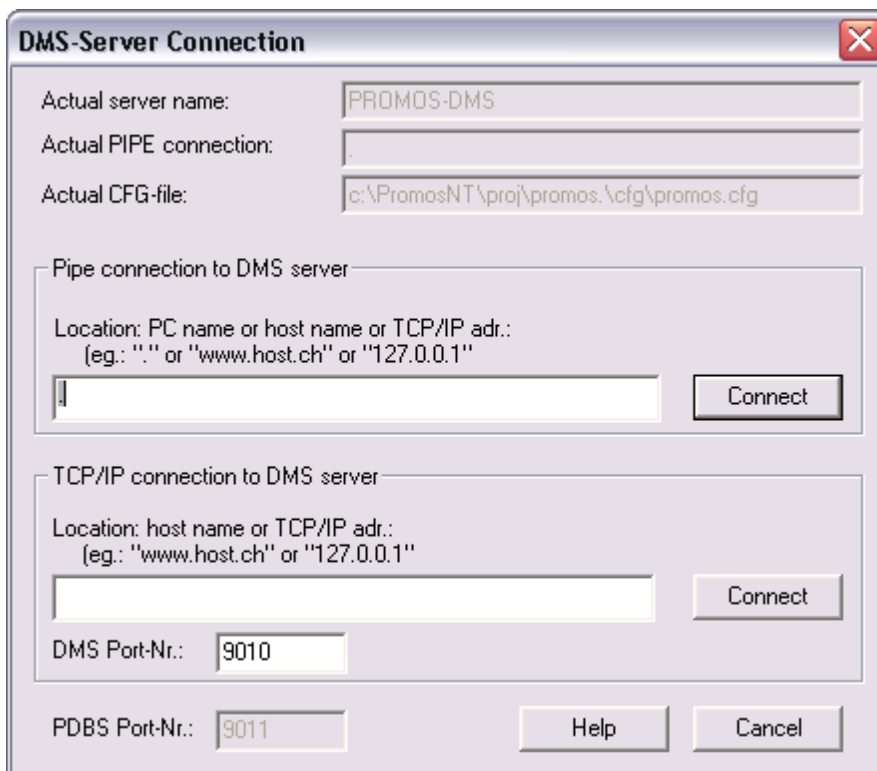 DMS-Server Connection
Actual server name: PROMOS-DMS
Actual PIPE connection: .
Actual CFG-file: c:\PromosNT\proj\promos.\cfg\promos.cfg
Pipe connection to DMS server
Location: PC name or host name or TCP/IP adr.:
(eg.: "." or "www.host.ch" or "127.0.0.1"
. Connect
TCP/IP connection to DMS server
Location: host name or TCP/IP adr.:
(eg.: "www.host.ch" or "127.0.0.1"
Connect
DMS Port-Nr.: 9010
PDBS Port-Nr.: 9011 Help Cancel